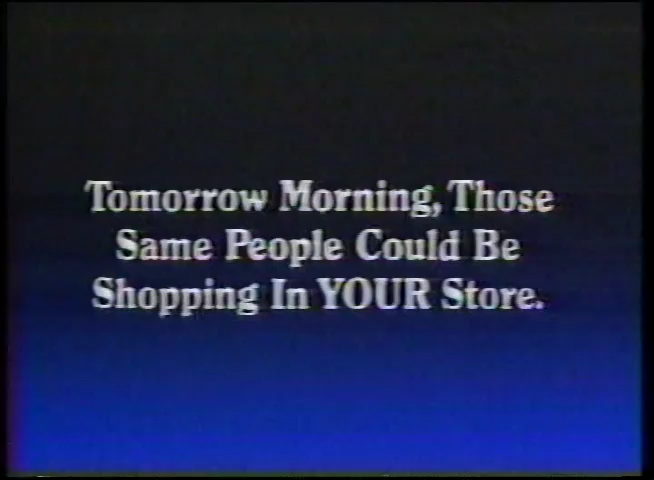 Tomorrow Morning, Those
Same People Could Be
Shopping In YOUR Store.